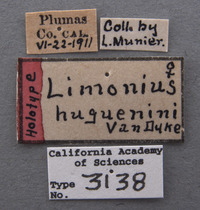 Plumas
Co. CAL.
VI-22-1911
Coll. by
L. Munier.
Holotype
♀
Limonius
huguenini
Van Dyke
California Academy
of Sciences
Type
No.
3138